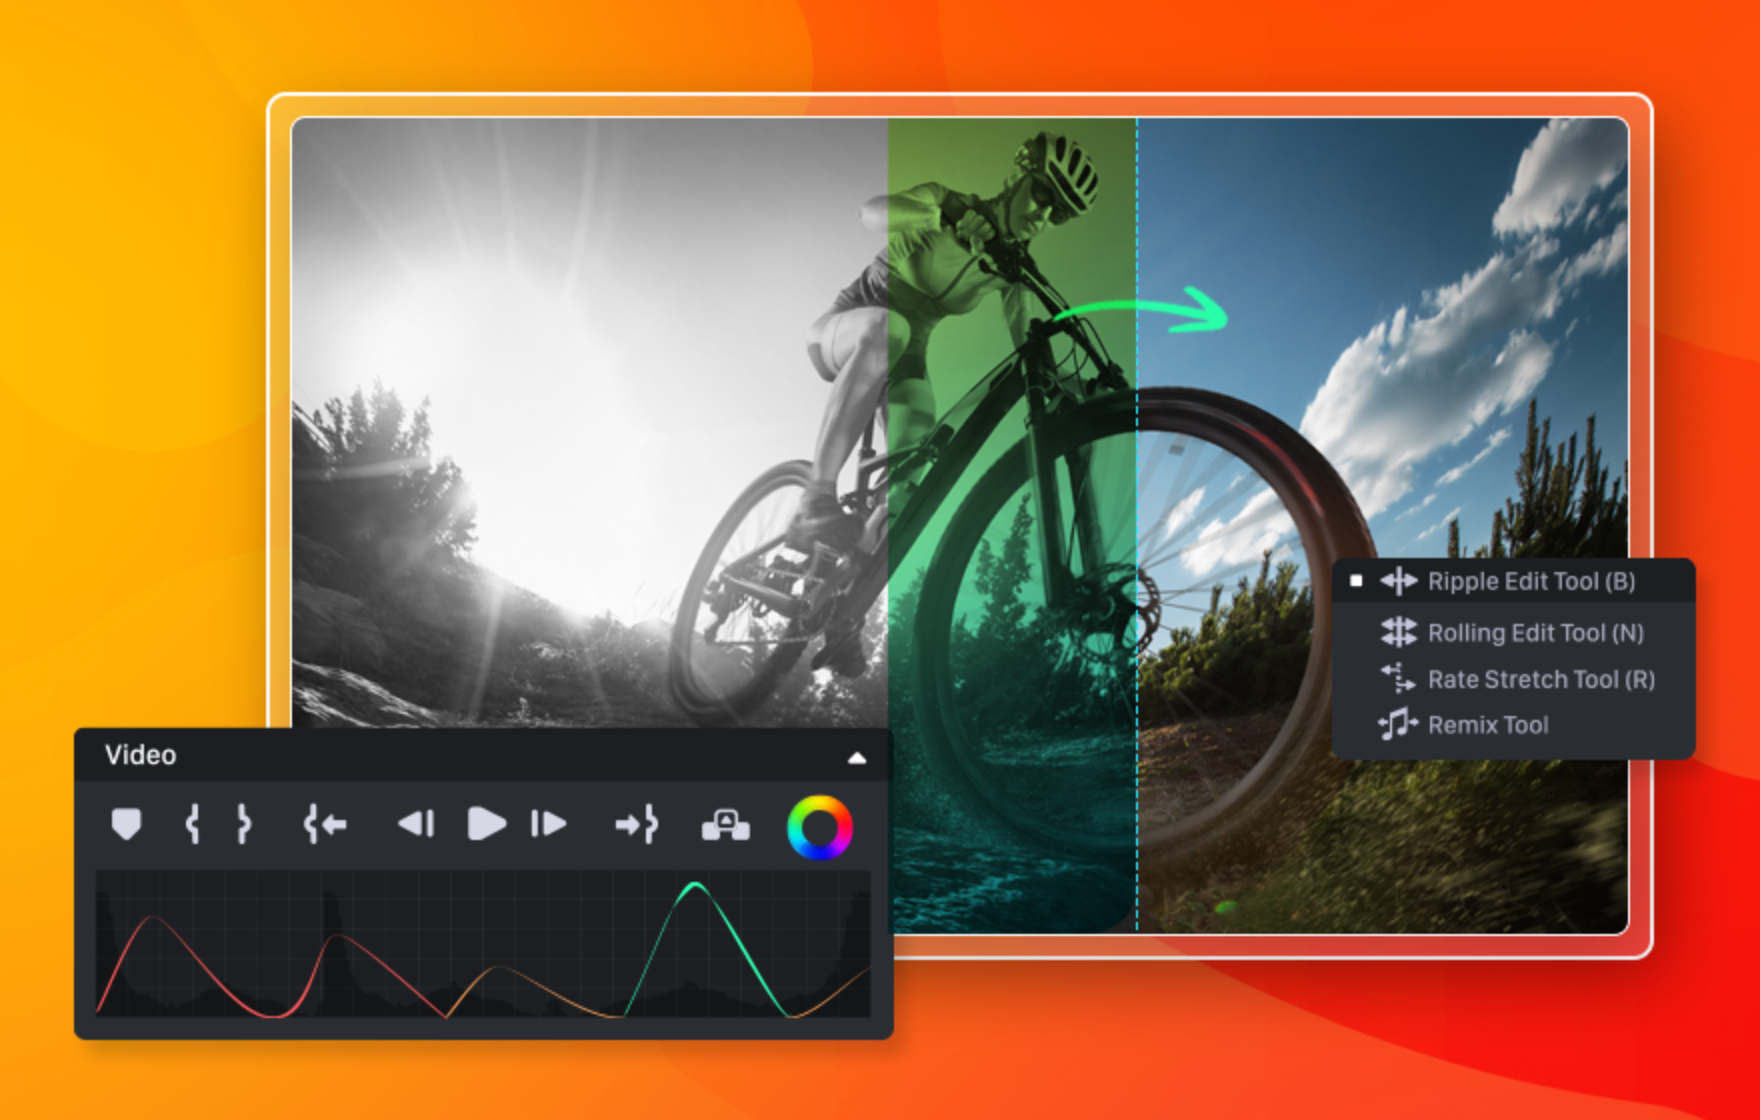 Ripple Edit Tool (B)
Rolling Edit Tool (N)
Rate Stretch Tool (R)
Remix Tool
Video